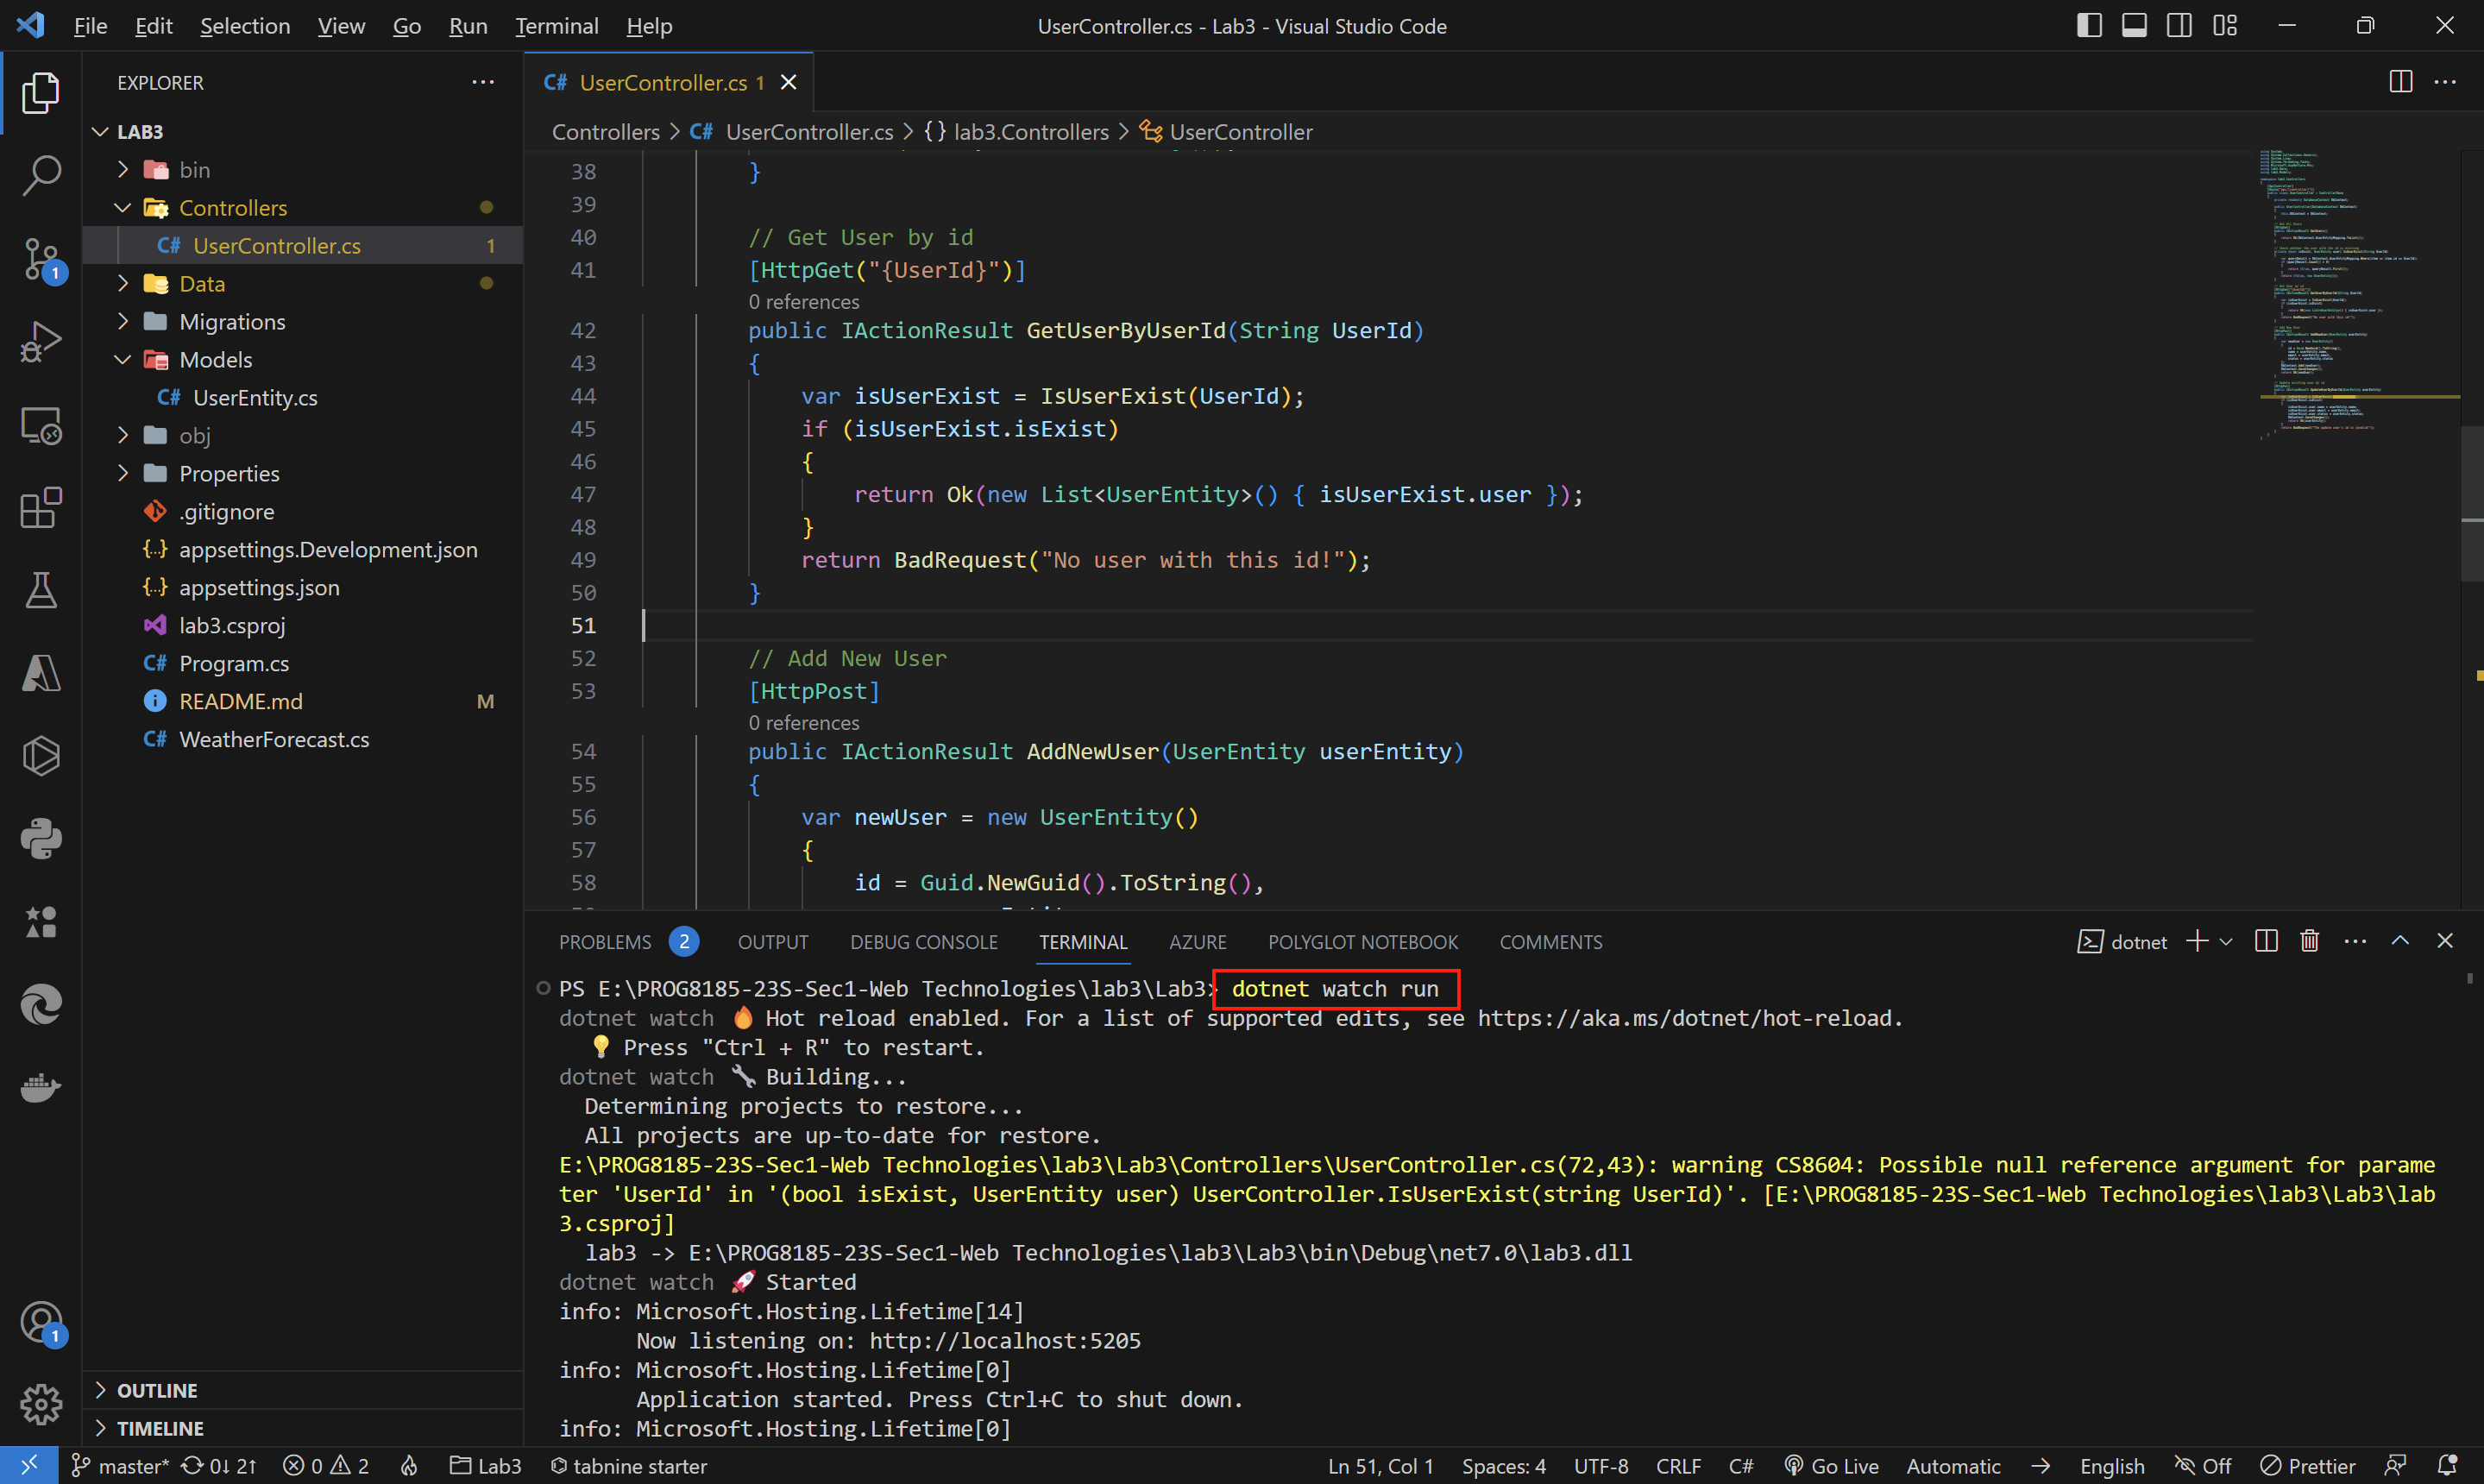 File Edit Selection View Go Run Terminal Help
UserController.cs - Lab3 - Visual Studio Code
EXPLORER
LAB3
bin
Controllers
C# UserController.cs 1
Data
Migrations
Models
C# UserEntity.cs
obj
Properties
.gitignore
{..} appsettings.Development.json
{..} appsettings.json
lab3.csproj
C# Program.cs
README.md M
C# WeatherForecast.cs
OUTLINE
TIMELINE
1
1
C# UserController.cs 1
Controllers > C# UserController.cs > {} lab3.Controllers > UserController
38 }
39
40 // Get User by id
41 [HttpGet("{UserId}")]
0 references
42 public IActionResult GetUserByUserId(String UserId)
43 {
44 var isUserExist = IsUserExist(UserId);
45 if (isUserExist.isExist)
46 {
47 return Ok(new List<UserEntity>() { isUserExist.user });
48 }
49 return BadRequest("No user with this id!");
50 }
51
52 // Add New User
53 [HttpPost]
0 references
54 public IActionResult AddNewUser(UserEntity userEntity)
55 {
56 var newUser = new UserEntity()
57 {
58 id = Guid.NewGuid().ToString(),
PROBLEMS 2 OUTPUT DEBUG CONSOLE TERMINAL AZURE POLYGLOT NOTEBOOK COMMENTS
dotnet
PS E:\PROG8185-23S-Sec1-Web Technologies\lab3\Lab3> dotnet watch run
dotnet watch 🔥 Hot reload enabled. For a list of supported edits, see https://aka.ms/dotnet/hot-reload.
💡 Press "Ctrl + R" to restart.
dotnet watch 🔧 Building...
Determining projects to restore...
All projects are up-to-date for restore.
E:\PROG8185-23S-Sec1-Web Technologies\lab3\Lab3\Controllers\UserController.cs(72,43): warning CS8604: Possible null reference argument for parame
ter 'UserId' in '(bool isExist, UserEntity user) UserController.IsUserExist(string UserId)'. [E:\PROG8185-23S-Sec1-Web Technologies\lab3\Lab3\lab
3.csproj]
lab3 -> E:\PROG8185-23S-Sec1-Web Technologies\lab3\Lab3\bin\Debug\net7.0\lab3.dll
dotnet watch 🚀 Started
info: Microsoft.Hosting.Lifetime[14]
Now listening on: http://localhost:5205
info: Microsoft.Hosting.Lifetime[0]
Application started. Press Ctrl+C to shut down.
info: Microsoft.Hosting.Lifetime[0]
master* 0↓ 2↑ 0 2 Lab3 tabnine starter Ln 51, Col 1 Spaces: 4 UTF-8 CRLF C# Go Live Automatic English Off Prettier